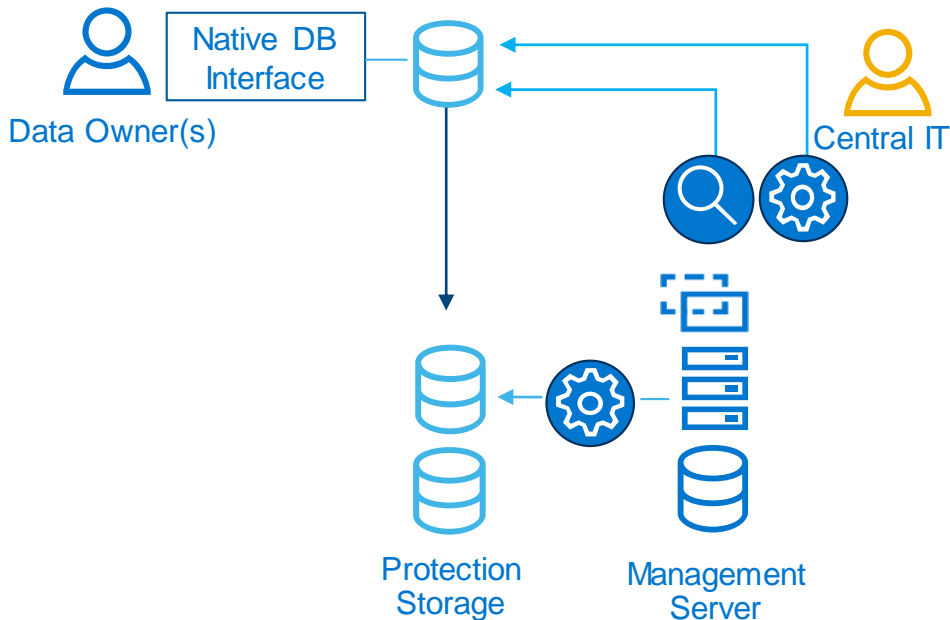 Native DB
Interface
Data Owner(s)
Central IT
Protection
Storage
Management
Server